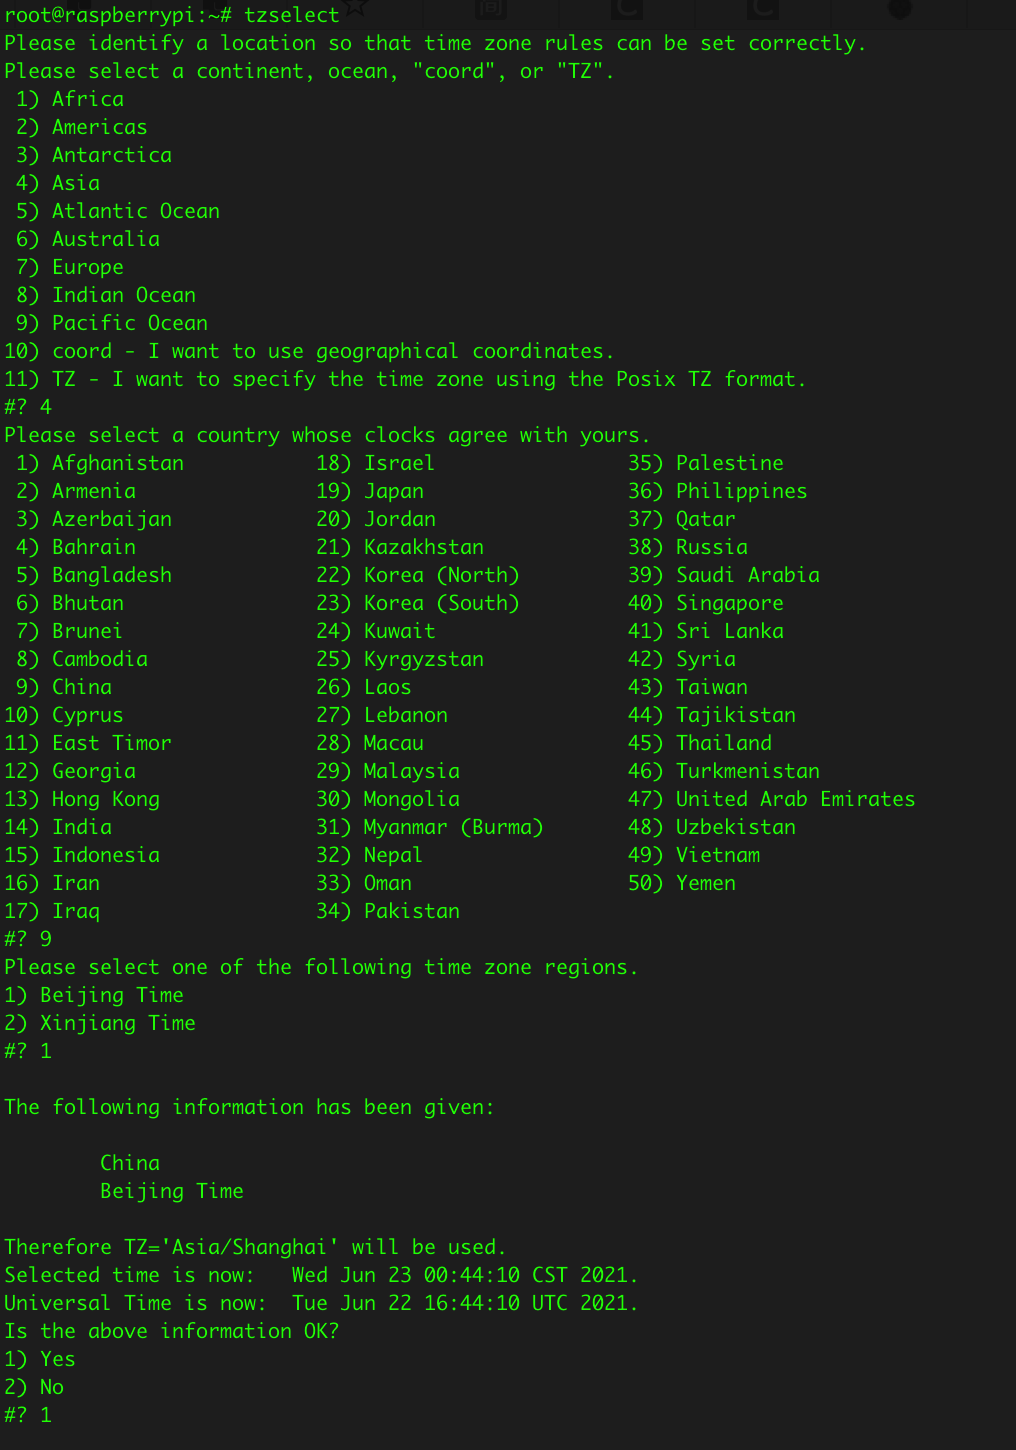 root@raspberrypi:~# tzselect
Please identify a location so that time zone rules can be set correctly.
Please select a continent, ocean, "coord", or "TZ".
 1) Africa
 2) Americas
 3) Antarctica
 4) Asia
 5) Atlantic Ocean
 6) Australia
 7) Europe
 8) Indian Ocean
 9) Pacific Ocean
10) coord - I want to use geographical coordinates.
11) TZ - I want to specify the time zone using the Posix TZ format.
#? 4
Please select a country whose clocks agree with yours.
 1) Afghanistan           18) Israel                35) Palestine
 2) Armenia               19) Japan                 36) Philippines
 3) Azerbaijan            20) Jordan                37) Qatar
 4) Bahrain               21) Kazakhstan            38) Russia
 5) Bangladesh            22) Korea (North)         39) Saudi Arabia
 6) Bhutan                23) Korea (South)         40) Singapore
 7) Brunei                24) Kuwait                41) Sri Lanka
 8) Cambodia              25) Kyrgyzstan            42) Syria
 9) China                 26) Laos                  43) Taiwan
10) Cyprus                27) Lebanon               44) Tajikistan
11) East Timor            28) Macau                 45) Thailand
12) Georgia               29) Malaysia              46) Turkmenistan
13) Hong Kong             30) Mongolia              47) United Arab Emirates
14) India                 31) Myanmar (Burma)       48) Uzbekistan
15) Indonesia             32) Nepal                 49) Vietnam
16) Iran                  33) Oman                  50) Yemen
17) Iraq                  34) Pakistan
#? 9
Please select one of the following time zone regions.
1) Beijing Time
2) Xinjiang Time
#? 1
The following information has been given:
        China
        Beijing Time
Therefore TZ='Asia/Shanghai' will be used.
Selected time is now:   Wed Jun 23 00:44:10 CST 2021.
Universal Time is now:  Tue Jun 22 16:44:10 UTC 2021.
Is the above information OK?
1) Yes
2) No
#? 1